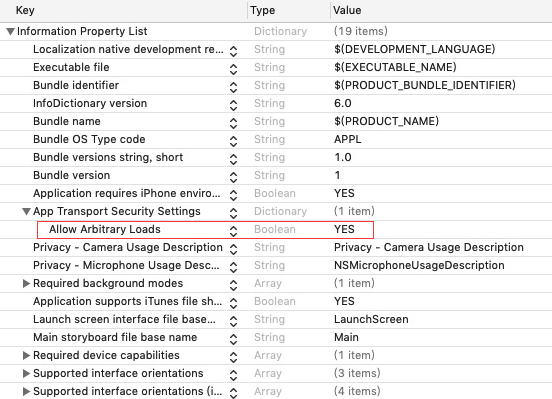 Key Type Value
Information Property List Dictionary (19 items)
Localization native development re... String $(DEVELOPMENT_LANGUAGE)
Executable file String $(EXECUTABLE_NAME)
Bundle identifier String $(PRODUCT_BUNDLE_IDENTIFIER)
InfoDictionary version String 6.0
Bundle name String $(PRODUCT_NAME)
Bundle OS Type code String APPL
Bundle versions string, short String 1.0
Bundle version String 1
Application requires iPhone enviro... Boolean YES
App Transport Security Settings Dictionary (1 item)
Allow Arbitrary Loads Boolean YES
Privacy - Camera Usage Description String Privacy - Camera Usage Description
Privacy - Microphone Usage Desc... String NSMicrophoneUsageDescription
Required background modes Array (1 item)
Application supports iTunes file sh... Boolean YES
Launch screen interface file base... String LaunchScreen
Main storyboard file base name String Main
Required device capabilities Array (1 item)
Supported interface orientations Array (3 items)
Supported interface orientations (i... Array (4 items)